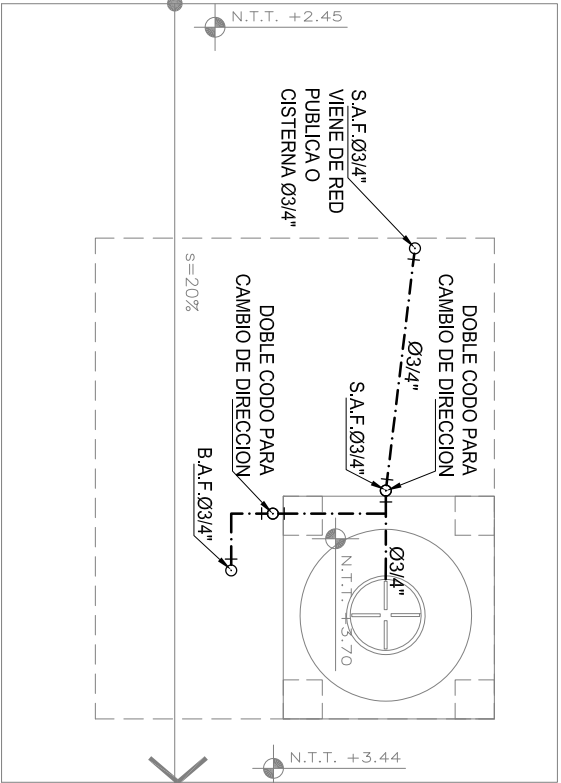 N.T.T. +2.45
S.A.F.Ø3/4"
VIENE DE RED
PUBLICA O
CISTERNA Ø3/4"
DOBLE CODO PARA
CAMBIO DE DIRECCION
Ø3/4"
S.A.F.Ø3/4"
s=20%
DOBLE CODO PARA
CAMBIO DE DIRECCION
B.A.F.Ø3/4"
Ø3/4"
N.T.T. +3.70
N.T.T. +3.44